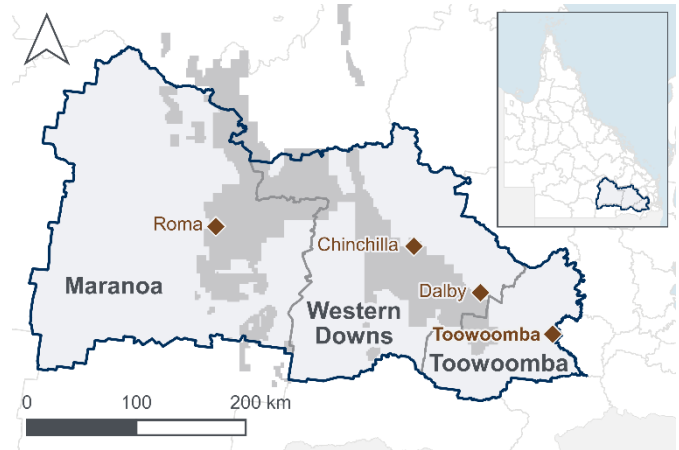 Roma
Chinchilla
Maranoa
Dalby
Western
Downs
Toowoomba
Toowoomba
0 100 200 km